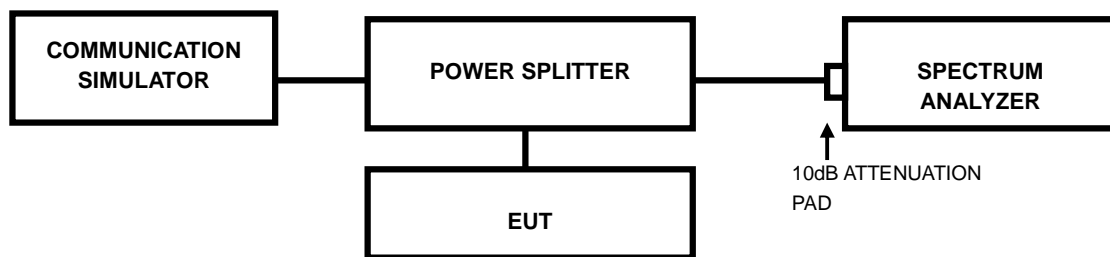 COMMUNICATION
SIMULATOR
POWER SPLITTER
SPECTRUM
ANALYZER
10dB ATTENUATION
PAD
EUT